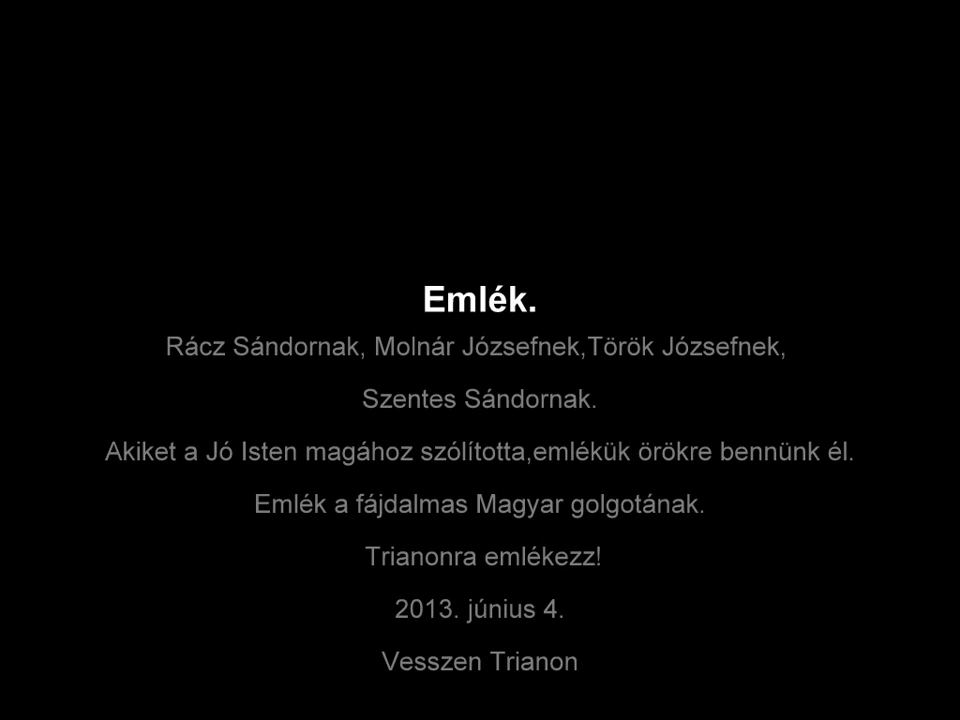 Emlék.
Rácz Sándornak, Molnár Józsefnek,Török Józsefnek,
Szentes Sándornak.
Akiket a Jó Isten magához szólította,emlékük örökre bennünk él.
Emlék a fájdalmas Magyar golgotának.
Trianonra emlékezz!
2013. június 4.
Vesszen Trianon